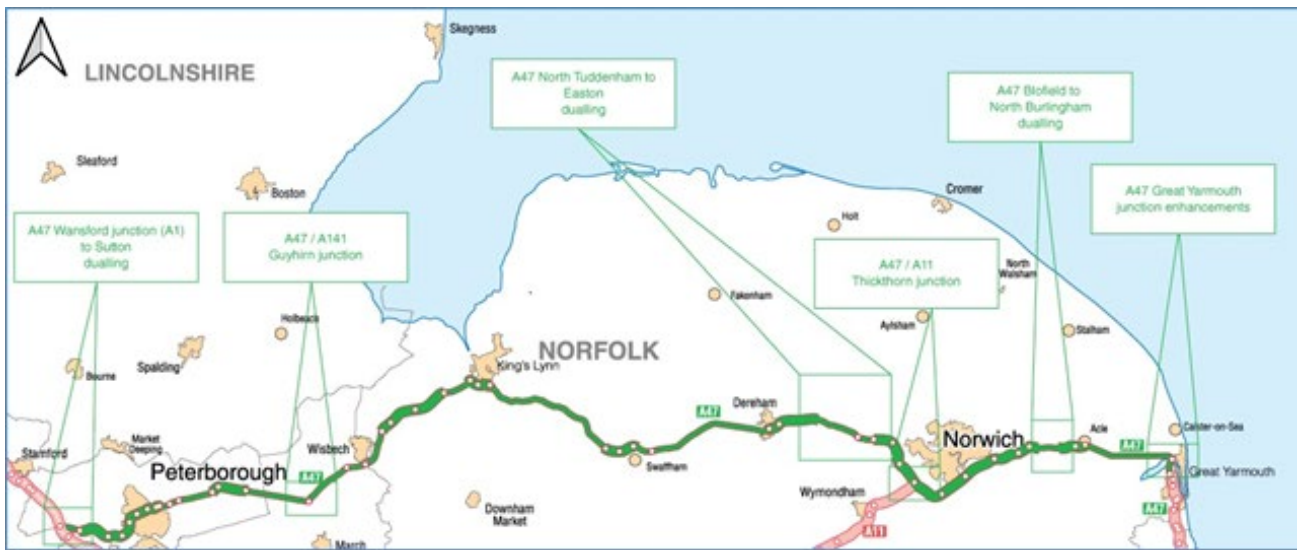 Skegness
LINCOLNSHIRE
A47 North Tuddenham to
Easton
dualling
A47 Blofield to
North Burlingham
dualling
Sleaford
Boston
A47 Great Yarmouth
junction enhancements
Cromer
Holt
A47 Wansford junction (A1)
to Sutton
dualling
A47 / A141
Guyhirn junction
A47 / A11
Thickthorn junction
North
Walsham
Fakenham
Aylsham
Stalham
Holbeach
NORFOLK
King's Lynn
Spalding
Bourne
Dereham
A47
Market
Deeping
Wisbech
Norwich
Acle
Caister-on-Sea
A47
Stamford
Peterborough
A47
Swaffham
Great Yarmouth
Wymondham
Downham
Market
A47
A11
March